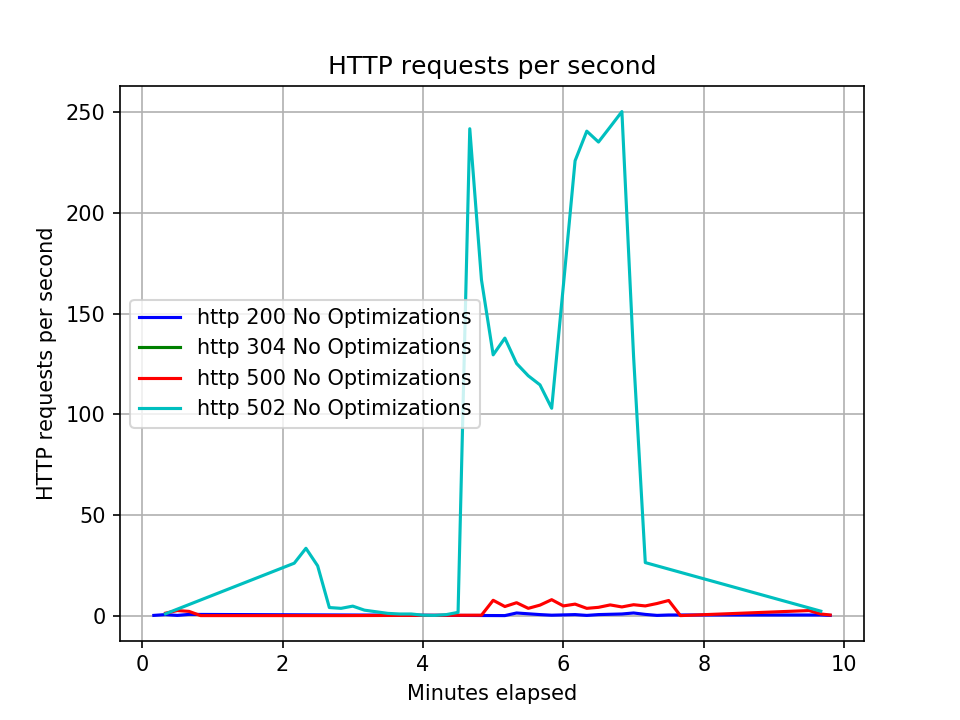 HTTP requests per second
HTTP requests per second
250
200
150
100
50
0
http 200 No Optimizations
http 304 No Optimizations
http 500 No Optimizations
http 502 No Optimizations
0 2 4 6 8 10
Minutes elapsed